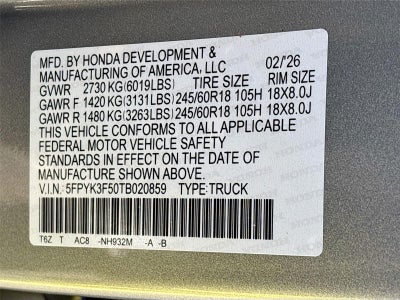 MFD. BY HONDA DEVELOPMENT &
MANUFACTURING OF AMERICA, LLC 02/'26
GVWR 2730 KG(6019LBS) TIRE SIZE RIM SIZE
GAWR F 1420 KG(3131LBS) 245/60R18 105H 18X8.0J
GAWR R 1480 KG(3263LBS) 245/60R18 105H 18X8.0J
THIS VEHICLE CONFORMS TO ALL APPLICABLE
FEDERAL MOTOR VEHICLE SAFETY
STANDARDS IN EFFECT ON THE DATE OF
MANUFACTURE SHOWN ABOVE.
V.I.N. 5FPYK3F50TB020859 TYPE:TRUCK
T6Z T AC8 -NH932M -A -B